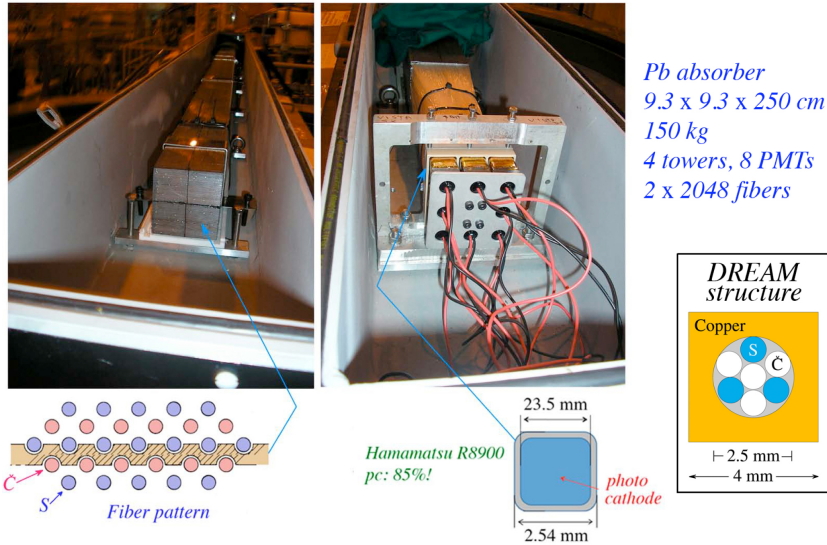 Pb absorber
9.3 x 9.3 x 250 cm
150 kg
4 towers, 8 PMTs
2 x 2048 fibers
DREAM
structure
Copper
S
Č
2.5 mm
4 mm
Č
S
Fiber pattern
Hamamatsu R8900
pc: 85%!
23.5 mm
photo
cathode
2.54 mm